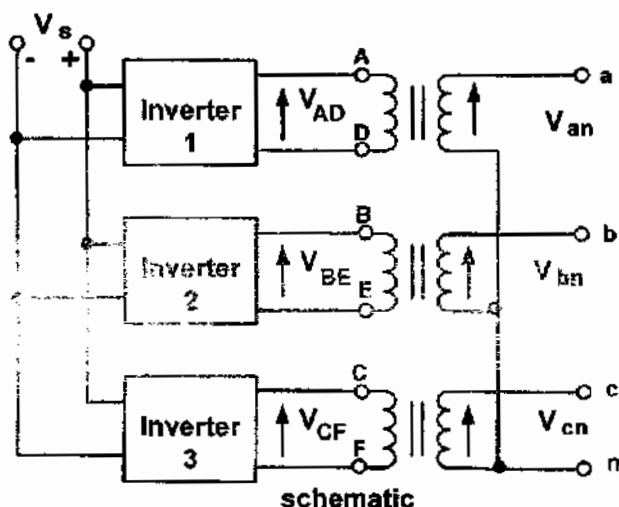 V s
- +
A
Inverter
1
V AD
D
a
V an
B
Inverter
2
V BE
E
b
V bn
C
Inverter
3
V CF
F
c
V cn
n
schematic